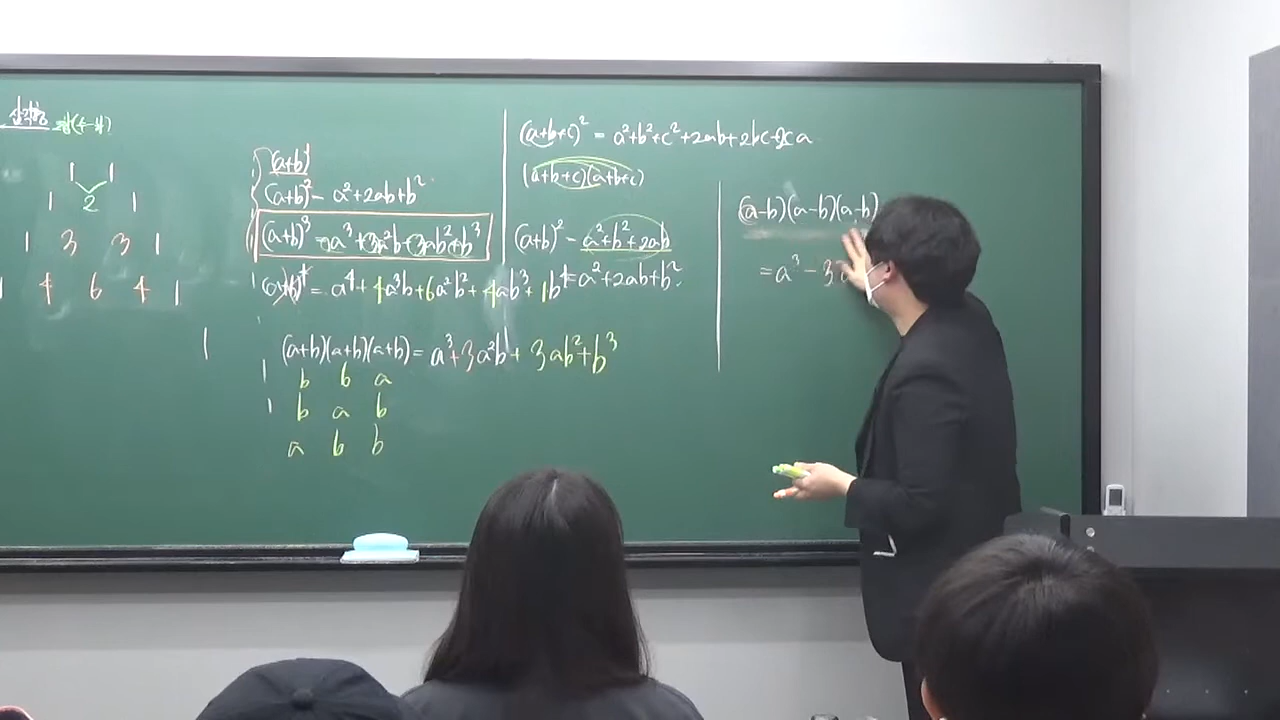 1 1
1 2 1
1 3 3 1
1 4 6 4 1
(a+b)¹
(a+b)² = a²+2ab+b²
(a+b)³ = a³+3a²b+3ab²+b³
(a+b)⁴ = a⁴+4a³b+6a²b²+4ab³+1b⁴
(a+b)(a+b)(a+b) = a³+3a²b+3ab²+b³
b b a
b a b
a b b
(a+b+c)² = a²+b²+c²+2ab+2bc+2ca
(a+b+c)(a+b+c)
(a+b)² = a²+b²+2ab
= a²+2ab+b²
(a-b)(a-b)(a-b)
= a³-3